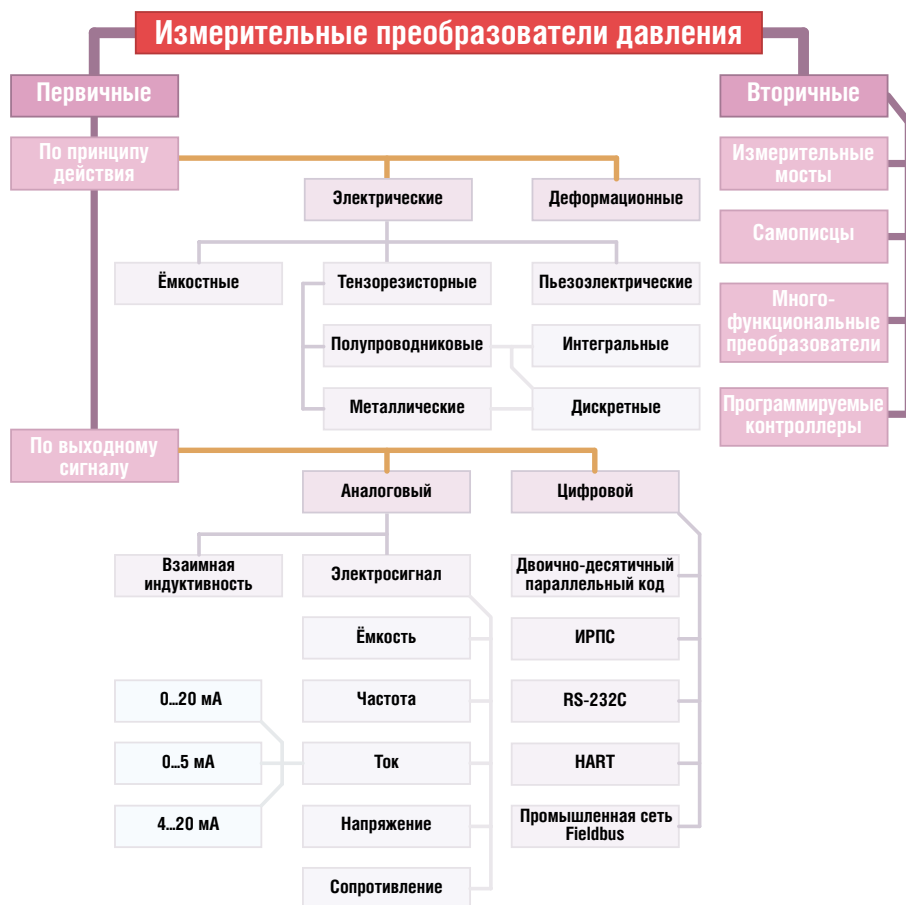 Измерительные преобразователи давления
Первичные
Вторичные
По принципу
действия
Измерительные
мосты
Электрические
Деформационные
Самописцы
Ёмкостные
Тензорезисторные
Пьезоэлектрические
Много-
функциональные
преобразователи
Полупроводниковые
Интегральные
Металлические
Дискретные
Программируемые
контроллеры
По выходному
сигналу
Аналоговый
Цифровой
Взаимная
индуктивность
Электросигнал
Двоично-десятичный
параллельный код
Ёмкость
ИРПС
0...20 мА
Частота
RS-232C
0...5 мА
Ток
HART
4...20 мА
Напряжение
Промышленная сеть
Fieldbus
Сопротивление